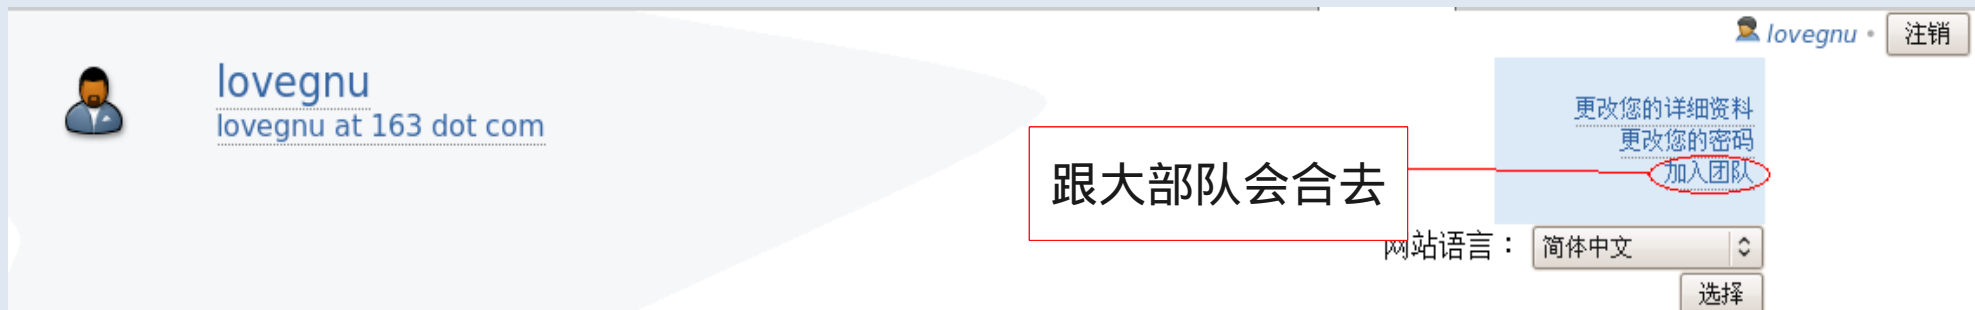 lovegnu • 注销
lovegnu
lovegnu at 163 dot com
更改您的详细资料
更改您的密码
加入团队
跟大部队会合去
网站语言： 简体中文
选择